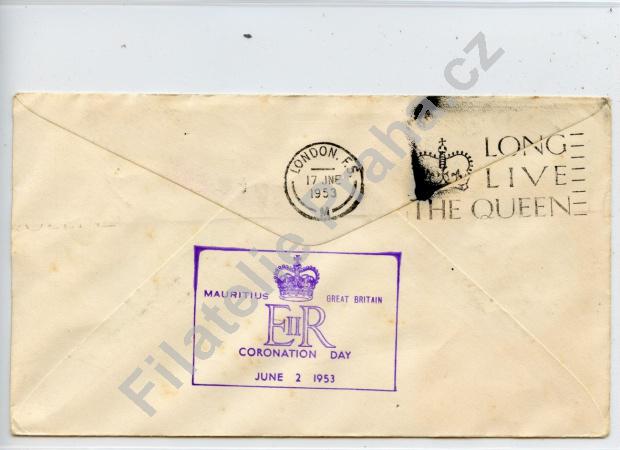 LONDON. F.S.
17 JNE
1953
M
LONG
LIVE
THE QUEEN
MAURITIUS GREAT BRITAIN
EIIR
CORONATION DAY
JUNE 2 1953
Filatelie Praha.cz